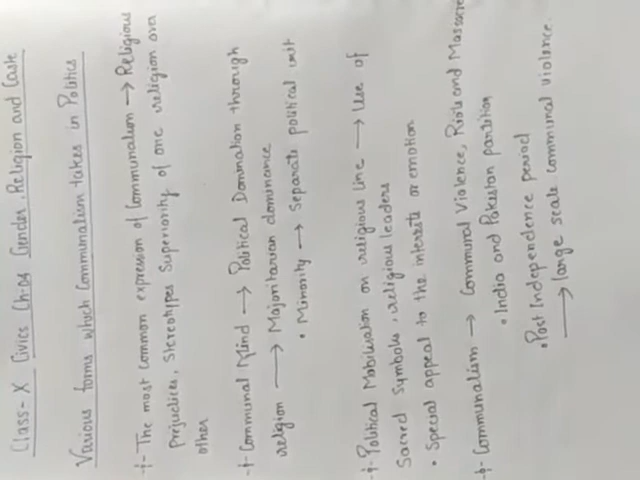 Class- X Civics Ch:04 Gender, Religion and Caste
Various forms which Communalism takes in Politics
-|- The most common expression of Communalism → Religious
Prejudices, Stereotypes Superiority of one religion over
other
-|- Communal Mind → Political Domination through
religion → Majoritarian dominance
• Minority → Separate political unit
-|- Political Mobilisation on religious line → Use of
Sacred Symbols, religious leaders
• Special appeal to the interests or emotion
-|- Communalism → Communal Violence, Riots and Massacre
• India and Pakistan partition
• Post Independence period
→ large scale communal violence.